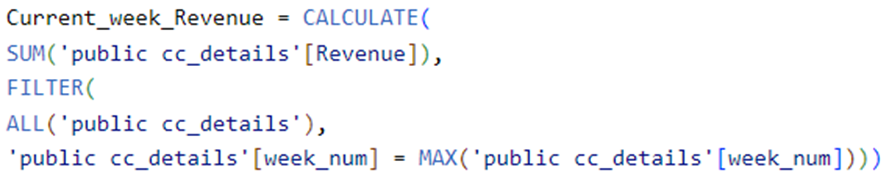 Current_week_Revenue = CALCULATE(
SUM('public cc_details'[Revenue]),
FILTER(
ALL('public cc_details'),
'public cc_details'[week_num] = MAX('public cc_details'[week_num])))